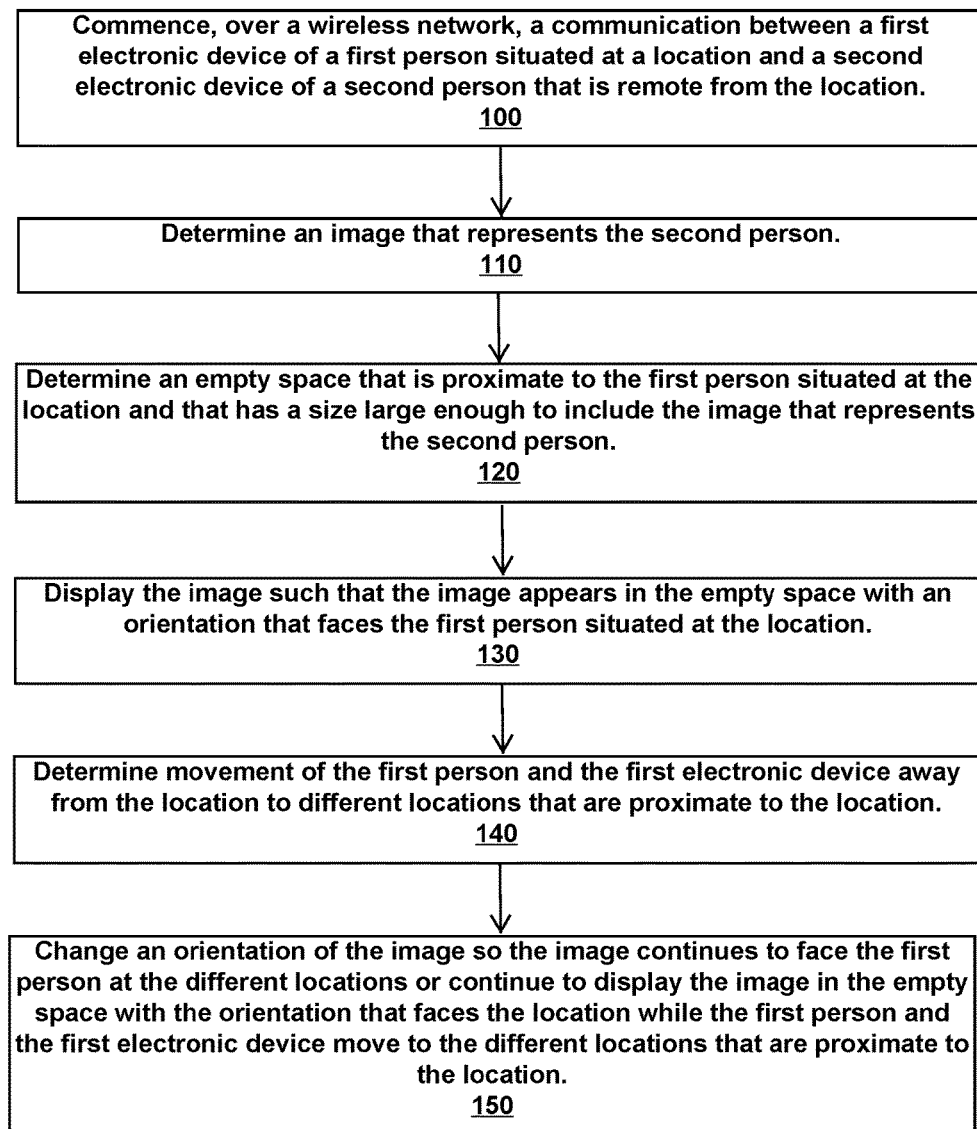 Commence, over a wireless network, a communication between a first
electronic device of a first person situated at a location and a second
electronic device of a second person that is remote from the location.
100
Determine an image that represents the second person.
110
Determine an empty space that is proximate to the first person situated at the
location and that has a size large enough to include the image that represents
the second person.
120
Display the image such that the image appears in the empty space with an
orientation that faces the first person situated at the location.
130
Determine movement of the first person and the first electronic device away
from the location to different locations that are proximate to the location.
140
Change an orientation of the image so the image continues to face the first
person at the different locations or continue to display the image in the empty
space with the orientation that faces the location while the first person and
the first electronic device move to the different locations that are proximate to
the location.
150